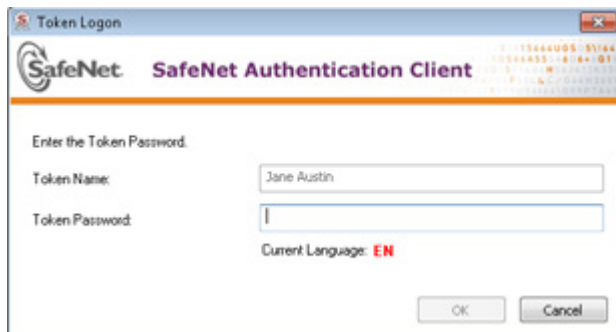 Token Logon
SafeNet. SafeNet Authentication Client
Enter the Token Password.
Token Name: Jane Austin
Token Password:
Current Language: EN
OK Cancel